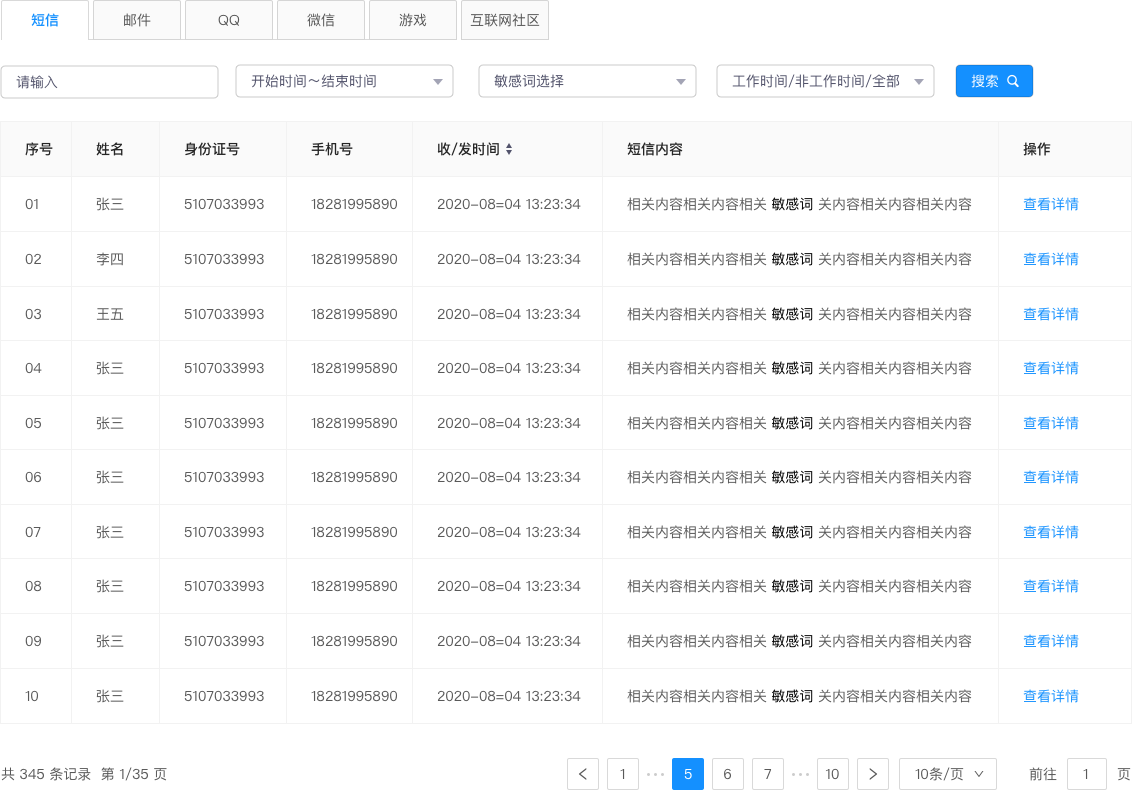 短信 邮件 QQ 微信 游戏 互联网社区
请输入 开始时间～结束时间 敏感词选择 工作时间/非工作时间/全部 搜索
序号 姓名 身份证号 手机号 收/发时间 短信内容 操作
01 张三 5107033993 18281995890 2020-08=04 13:23:34 相关内容相关内容相关 敏感词 关内容相关内容相关内容 查看详情
02 李四 5107033993 18281995890 2020-08=04 13:23:34 相关内容相关内容相关 敏感词 关内容相关内容相关内容 查看详情
03 王五 5107033993 18281995890 2020-08=04 13:23:34 相关内容相关内容相关 敏感词 关内容相关内容相关内容 查看详情
04 张三 5107033993 18281995890 2020-08=04 13:23:34 相关内容相关内容相关 敏感词 关内容相关内容相关内容 查看详情
05 张三 5107033993 18281995890 2020-08=04 13:23:34 相关内容相关内容相关 敏感词 关内容相关内容相关内容 查看详情
06 张三 5107033993 18281995890 2020-08=04 13:23:34 相关内容相关内容相关 敏感词 关内容相关内容相关内容 查看详情
07 张三 5107033993 18281995890 2020-08=04 13:23:34 相关内容相关内容相关 敏感词 关内容相关内容相关内容 查看详情
08 张三 5107033993 18281995890 2020-08=04 13:23:34 相关内容相关内容相关 敏感词 关内容相关内容相关内容 查看详情
09 张三 5107033993 18281995890 2020-08=04 13:23:34 相关内容相关内容相关 敏感词 关内容相关内容相关内容 查看详情
10 张三 5107033993 18281995890 2020-08=04 13:23:34 相关内容相关内容相关 敏感词 关内容相关内容相关内容 查看详情
共 345 条记录 第 1/35 页 < 1 ··· 5 6 7 ··· 10 > 10条/页 前往 1 页